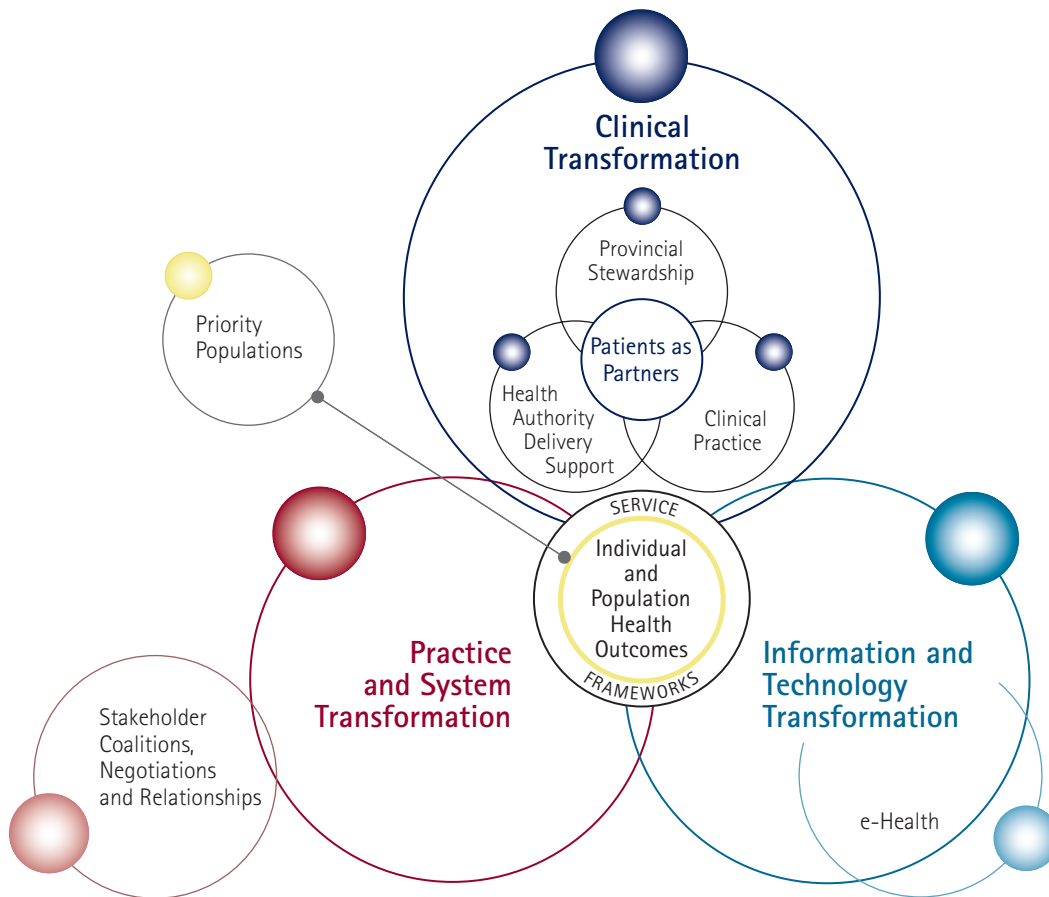 Clinical
Transformation
Provincial
Stewardship
Priority
Populations
Patients as
Partners
Health
Authority
Delivery
Support
Clinical
Practice
SERVICE
Individual
and
Population
Health
Outcomes
FRAMEWORKS
Practice
and System
Transformation
Information and
Technology
Transformation
Stakeholder
Coalitions,
Negotiations
and Relationships
e-Health